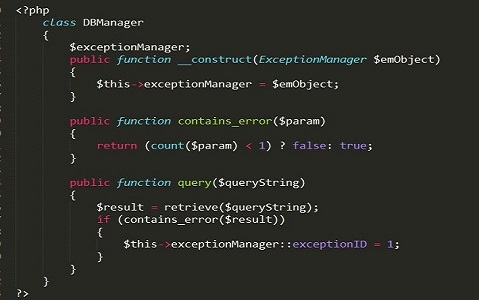 <?php
class DBManager
{
$exceptionManager;
public function __construct(ExceptionManager $emObject)
{
$this->exceptionManager = $emObject;
}
public function contains_error($param)
{
return (count($param) < 1) ? false: true;
}
public function query($queryString)
{
$result = retrieve($queryString);
if (contains_error($result))
{
$this->exceptionManager::exceptionID = 1;
}
}
}
?>